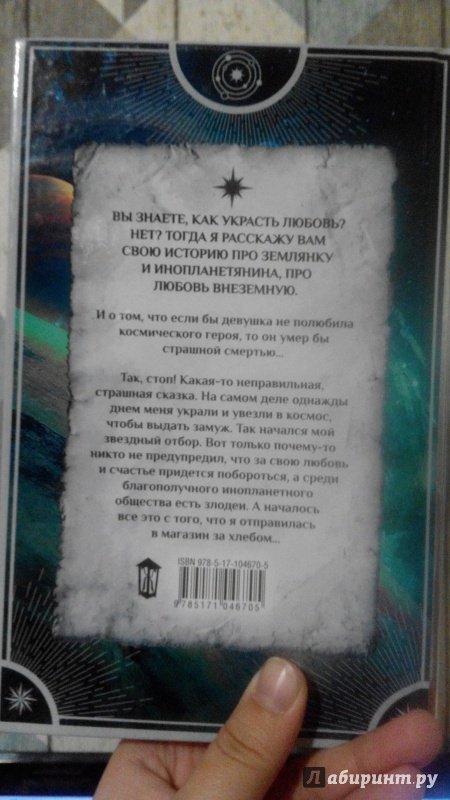 ВЫ ЗНАЕТЕ, КАК УКРАСТЬ ЛЮБОВЬ?
НЕТ? ТОГДА Я РАССКАЖУ ВАМ
СВОЮ ИСТОРИЮ ПРО ЗЕМЛЯНКУ
И ИНОПЛАНЕТЯНИНА, ПРО
ЛЮБОВЬ ВНЕЗЕМНУЮ.
И о том, что если бы девушка не полюбила
космического героя, то он умер бы
страшной смертью...
Так, стоп! Какая-то неправильная,
страшная сказка. На самом деле однажды
днем меня украли и увезли в космос,
чтобы выдать замуж. Так начался мой
звездный отбор. Вот только почему-то
никто не предупредил, что за свою любовь
и счастье придется побороться, а среди
благополучного инопланетного
общества есть злодеи. А началось
все это с того, что я отправилась
в магазин за хлебом...
ISBN 978-5-17-104670-5
9 785171 046705
Лабиринт.ру